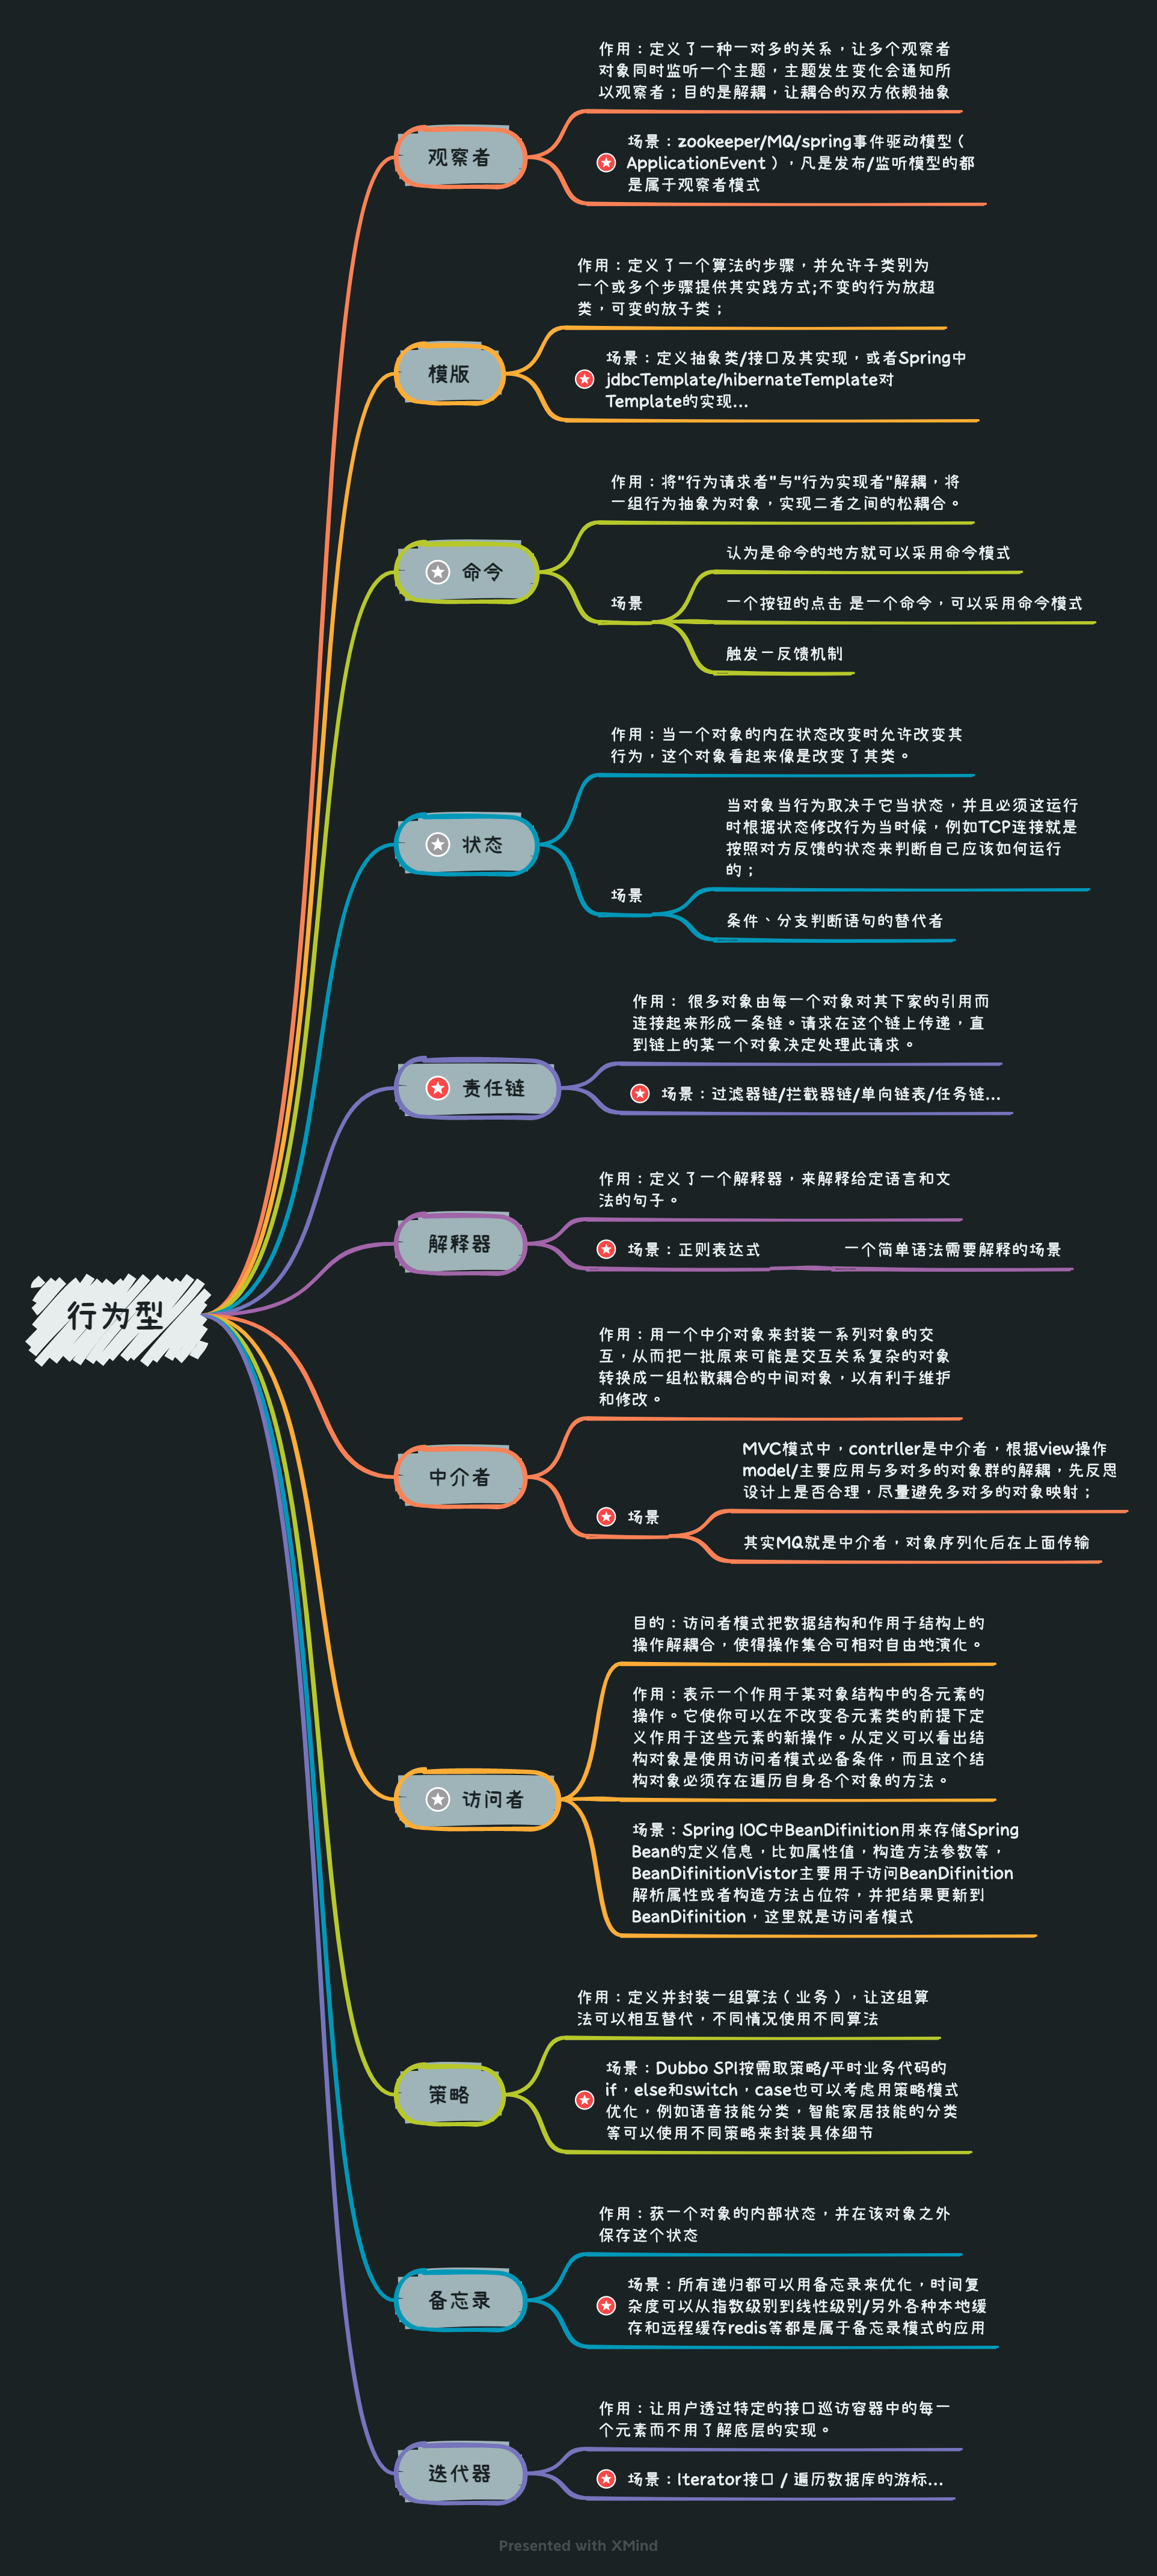 作用：定义了一种一对多的关系，让多个观察者
对象同时监听一个主题，主题发生变化会通知所
以观察者；目的是解耦，让耦合的双方依赖抽象
观察者
场景：zookeeper/MQ/spring事件驱动模型（
ApplicationEvent ），凡是发布/监听模型的都
是属于观察者模式
作用：定义了一个算法的步骤，并允许子类别为
一个或多个步骤提供其实践方式;不变的行为放超
类，可变的放子类；
模版
场景：定义抽象类/接口及其实现，或者Spring中
jdbcTemplate/hibernateTemplate对
Template的实现...
作用：将"行为请求者"与"行为实现者"解耦，将
一组行为抽象为对象，实现二者之间的松耦合。
命令
场景
认为是命令的地方就可以采用命令模式
一个按钮的点击 是一个命令，可以采用命令模式
触发－反馈机制
作用：当一个对象的内在状态改变时允许改变其
行为，这个对象看起来像是改变了其类。
状态
场景
当对象当行为取决于它当状态，并且必须这运行
时根据状态修改行为当时候，例如TCP连接就是
按照对方反馈的状态来判断自己应该如何运行
的；
条件、分支判断语句的替代者
作用： 很多对象由每一个对象对其下家的引用而
连接起来形成一条链。请求在这个链上传递，直
到链上的某一个对象决定处理此请求。
责任链
场景：过滤器链/拦截器链/单向链表/任务链...
作用：定义了一个解释器，来解释给定语言和文
法的句子。
解释器
场景：正则表达式
一个简单语法需要解释的场景
行为型
作用：用一个中介对象来封装一系列对象的交
互，从而把一批原来可能是交互关系复杂的对象
转换成一组松散耦合的中间对象，以有利于维护
和修改。
中介者
场景
MVC模式中，contrller是中介者，根据view操作
model/主要应用与多对多的对象群的解耦，先反思
设计上是否合理，尽量避免多对多的对象映射；
其实MQ就是中介者，对象序列化后在上面传输
目的：访问者模式把数据结构和作用于结构上的
操作解耦合，使得操作集合可相对自由地演化。
作用：表示一个作用于某对象结构中的各元素的
操作。它使你可以在不改变各元素类的前提下定
义作用于这些元素的新操作。从定义可以看出结
构对象是使用访问者模式必备条件，而且这个结
构对象必须存在遍历自身各个对象的方法。
访问者
场景：Spring IOC中BeanDifinition用来存储Spring
Bean的定义信息，比如属性值，构造方法参数等，
BeanDifinitionVistor主要用于访问BeanDifinition
解析属性或者构造方法占位符，并把结果更新到
BeanDifinition，这里就是访问者模式
作用：定义并封装一组算法（业务），让这组算
法可以相互替代，不同情况使用不同算法
策略
场景：Dubbo SPI按需取策略/平时业务代码的
if，else和switch，case也可以考虑用策略模式
优化，例如语音技能分类，智能家居技能的分类
等可以使用不同策略来封装具体细节
作用：获一个对象的内部状态，并在该对象之外
保存这个状态
备忘录
场景：所有递归都可以用备忘录来优化，时间复
杂度可以从指数级别到线性级别/另外各种本地缓
存和远程缓存redis等都是属于备忘录模式的应用
作用：让用户透过特定的接口巡访容器中的每一
个元素而不用了解底层的实现。
迭代器
场景：Iterator接口 / 遍历数据库的游标...
Presented with XMind